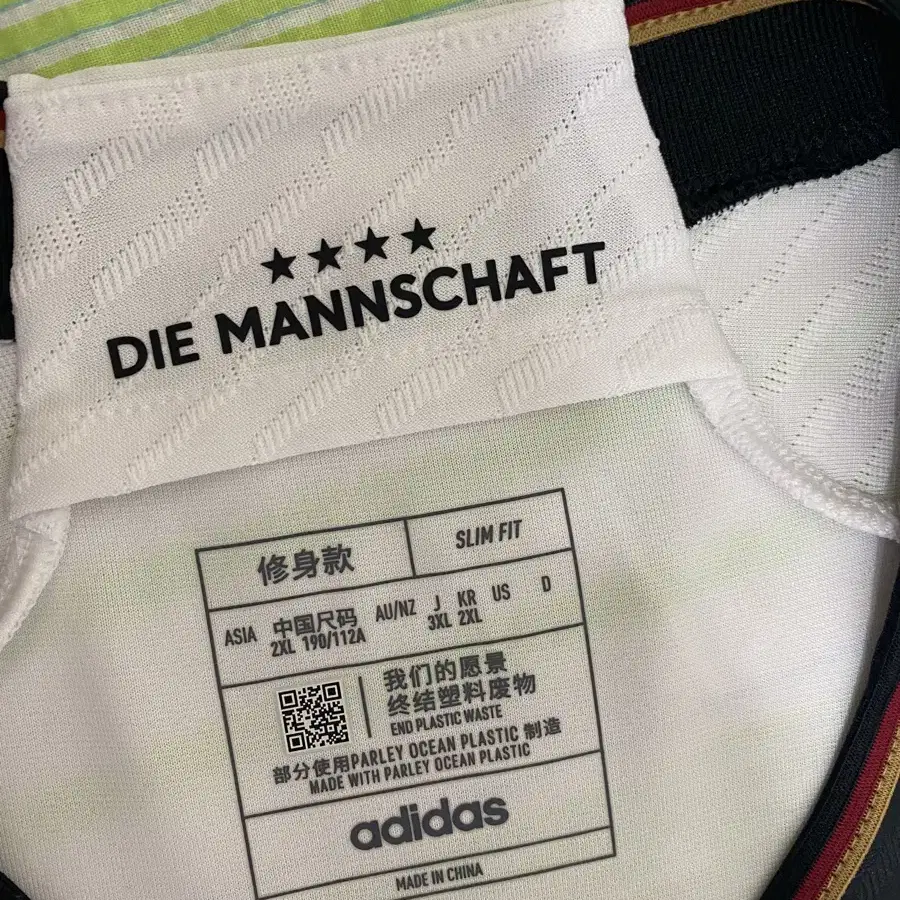 ★★★★
DIE MANNSCHAFT
修身款 SLIM FIT
ASIA 中国尺码 AU/NZ J KR US D
2XL 190/112A 3XL 2XL
我们的愿景
终结塑料废物
END PLASTIC WASTE
部分使用PARLEY OCEAN PLASTIC 制造
MADE WITH PARLEY OCEAN PLASTIC
adidas
MADE IN CHINA